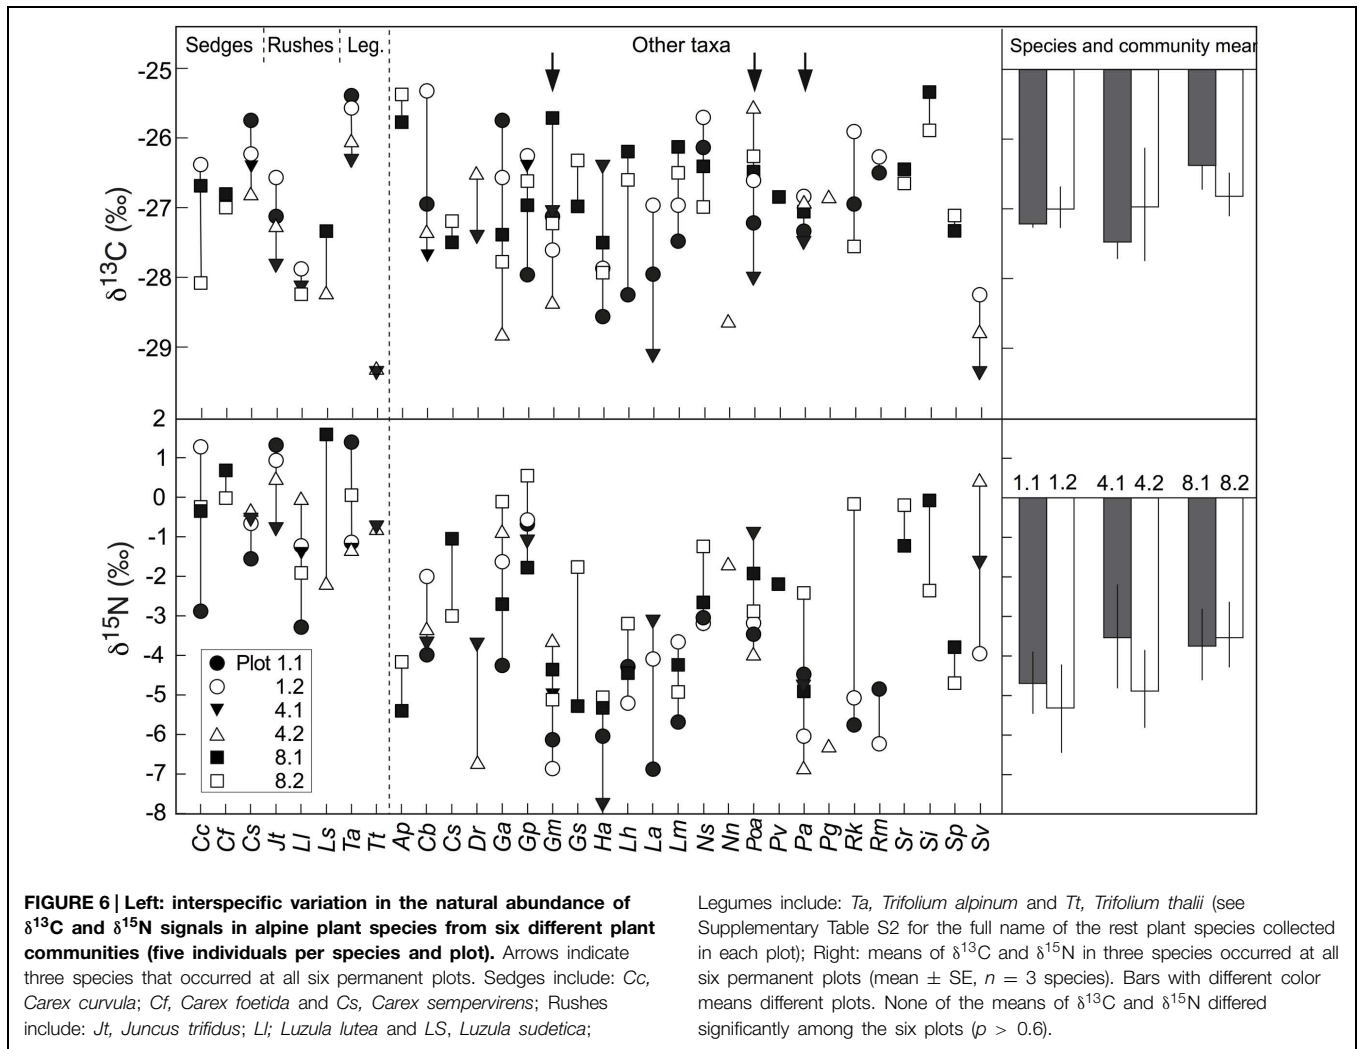 Sedges Rushes Leg. Other taxa Species and community mear
-25
-26
-27
-28
-29
δ13C (‰)
2
1
0
-1
-2
-3
-4
-5
-6
-7
-8
δ15N (‰)
1.1 1.2 4.1 4.2 8.1 8.2
Plot 1.1
1.2
4.1
4.2
8.1
8.2
Cc Cf Cs Jt Ll Ls Ta Tt Ap Cb Cs Dr Ga Gp Gm Gs Ha Lh La Lm Ns Nn Poa Pv Pa Pg Rk Rm Sr Si Sp Sv
FIGURE 6 | Left: interspecific variation in the natural abundance of
δ13C and δ15N signals in alpine plant species from six different plant
communities (five individuals per species and plot). Arrows indicate
three species that occurred at all six permanent plots. Sedges include: Cc,
Carex curvula; Cf, Carex foetida and Cs, Carex sempervirens; Rushes
include: Jt, Juncus trifidus; Ll; Luzula lutea and LS, Luzula sudetica;
Legumes include: Ta, Trifolium alpinum and Tt, Trifolium thalii (see
Supplementary Table S2 for the full name of the rest plant species collected
in each plot); Right: means of δ13C and δ15N in three species occurred at all
six permanent plots (mean ± SE, n = 3 species). Bars with different color
means different plots. None of the means of δ13C and δ15N differed
significantly among the six plots (p > 0.6).